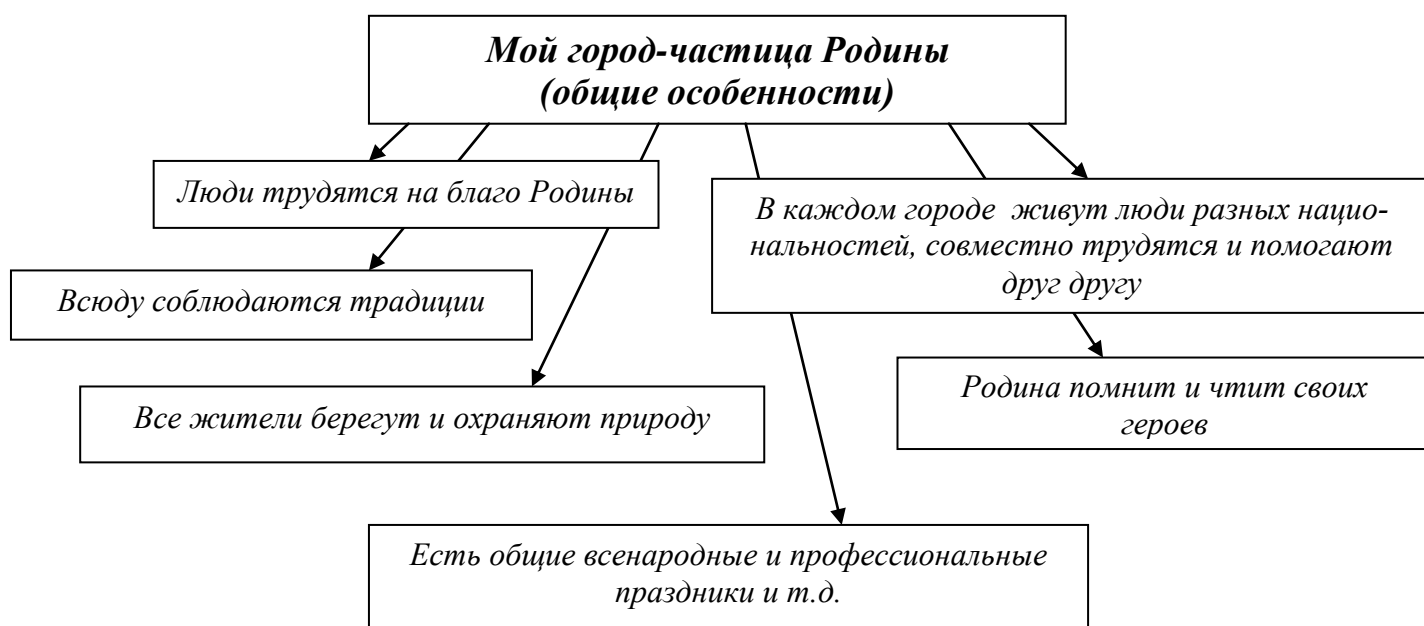 Мой город-частица Родины
(общие особенности)
Люди трудятся на благо Родины
В каждом городе живут люди разных наци-
нальностей, совместно трудятся и помогают
друг другу
Всюду соблюдаются традиции
Родина помнит и чтит своих
героев
Все жители берегут и охраняют природу
Есть общие всенародные и профессиональные
праздники и т.д.